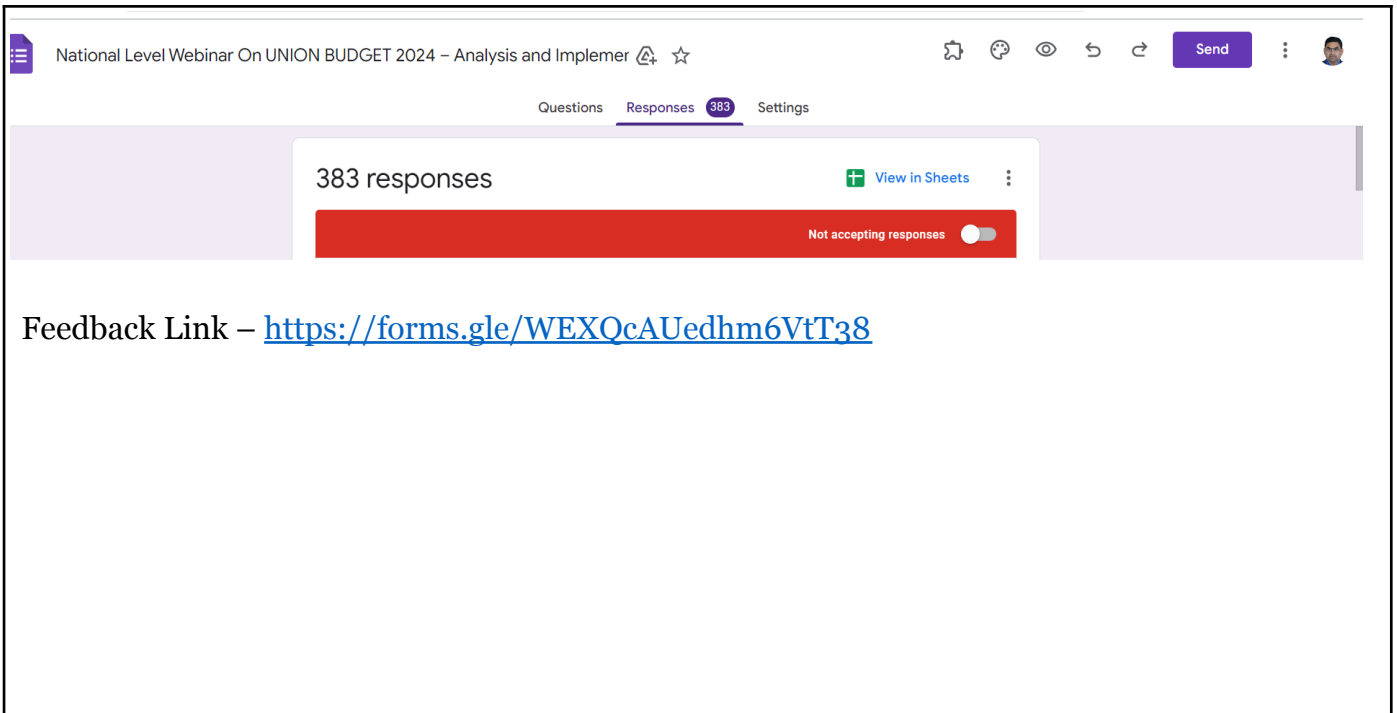 National Level Webinar On UNION BUDGET 2024 – Analysis and Implemer
Send
Questions Responses 383 Settings
383 responses
View in Sheets
Not accepting responses
Feedback Link – https://forms.gle/WEXQcAUedhm6VtT38